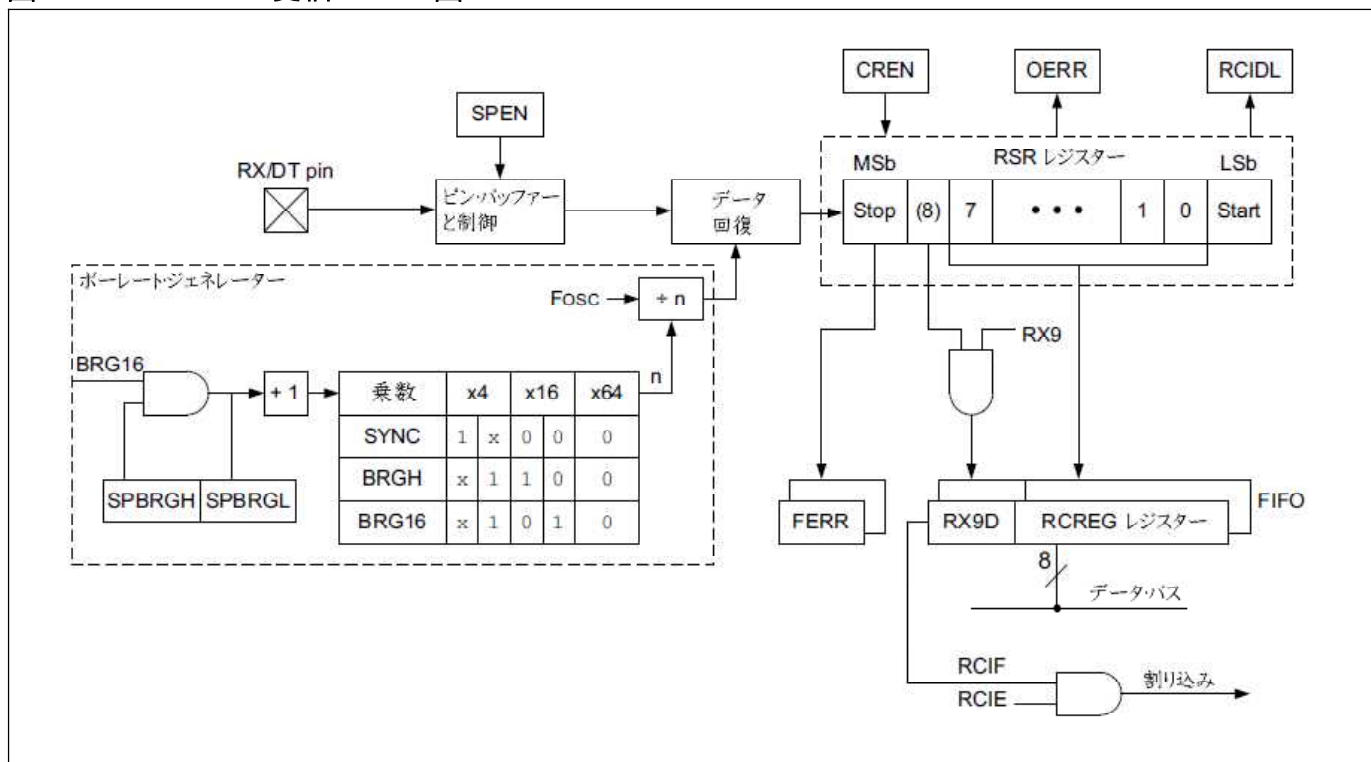 CREN
OERR
RCIDL
SPEN
MSb
RSR レジスター
LSb
RX/DT pin
ピン・バッファー
と制御
データ
回復
Stop
(8)
7
• • •
1
0
Start
ボーレート・ジェネレーター
FOSC
÷ n
RX9
BRG16
+ 1
n
乗数 x4 x16 x64
SYNC 1 x 0 0 0
BRGH x 1 1 0 0
BRG16 x 1 0 1 0
SPBRGH
SPBRGL
FERR
RX9D
RCREG レジスター
FIFO
8
データ・バス
RCIF
RCIE
割り込み